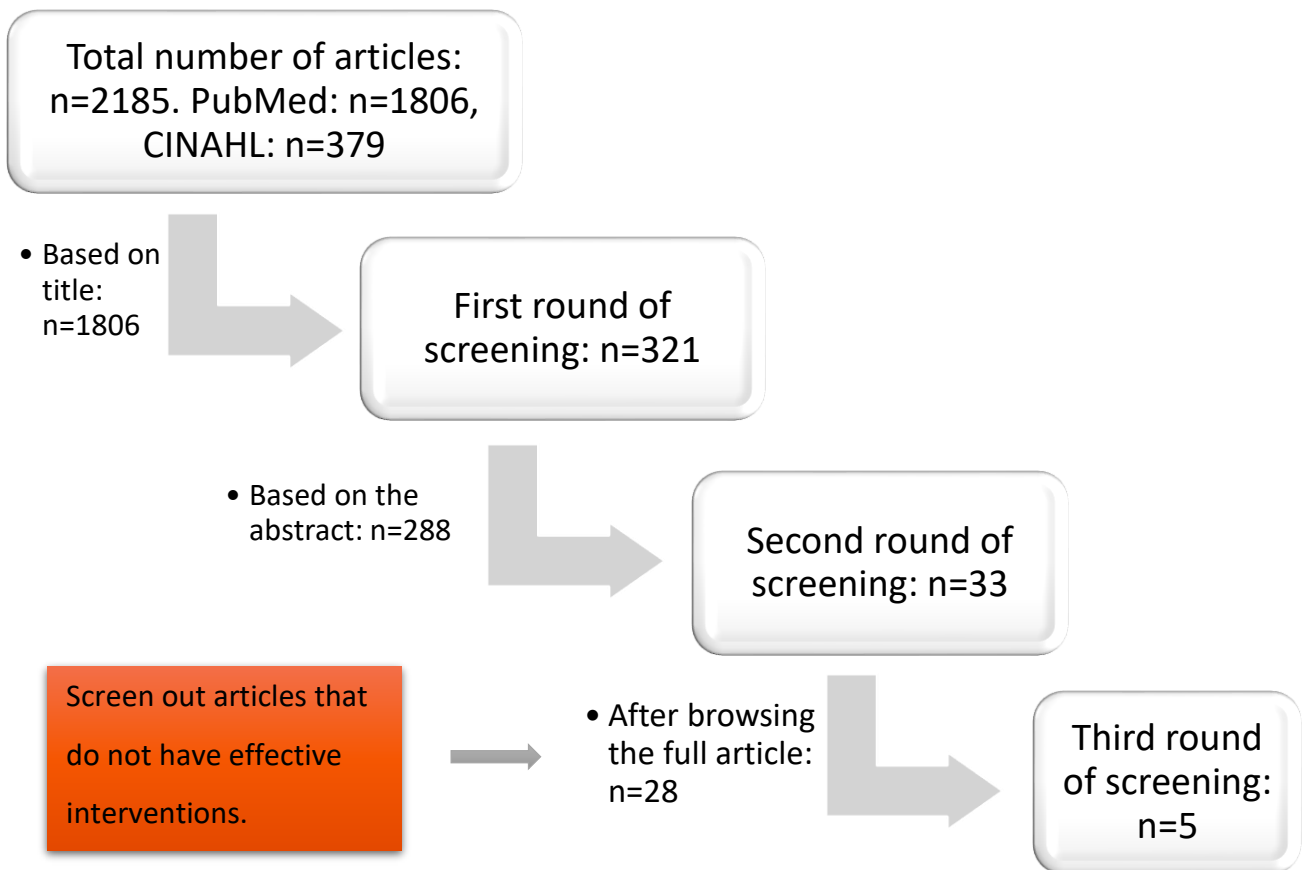 Total number of articles:
n=2185. PubMed: n=1806,
CINAHL: n=379
• Based on
title:
n=1806
First round of
screening: n=321
• Based on the
abstract: n=288
Second round of
screening: n=33
Screen out articles that
do not have effective
interventions.
• After browsing
the full article:
n=28
Third round
of screening:
n=5